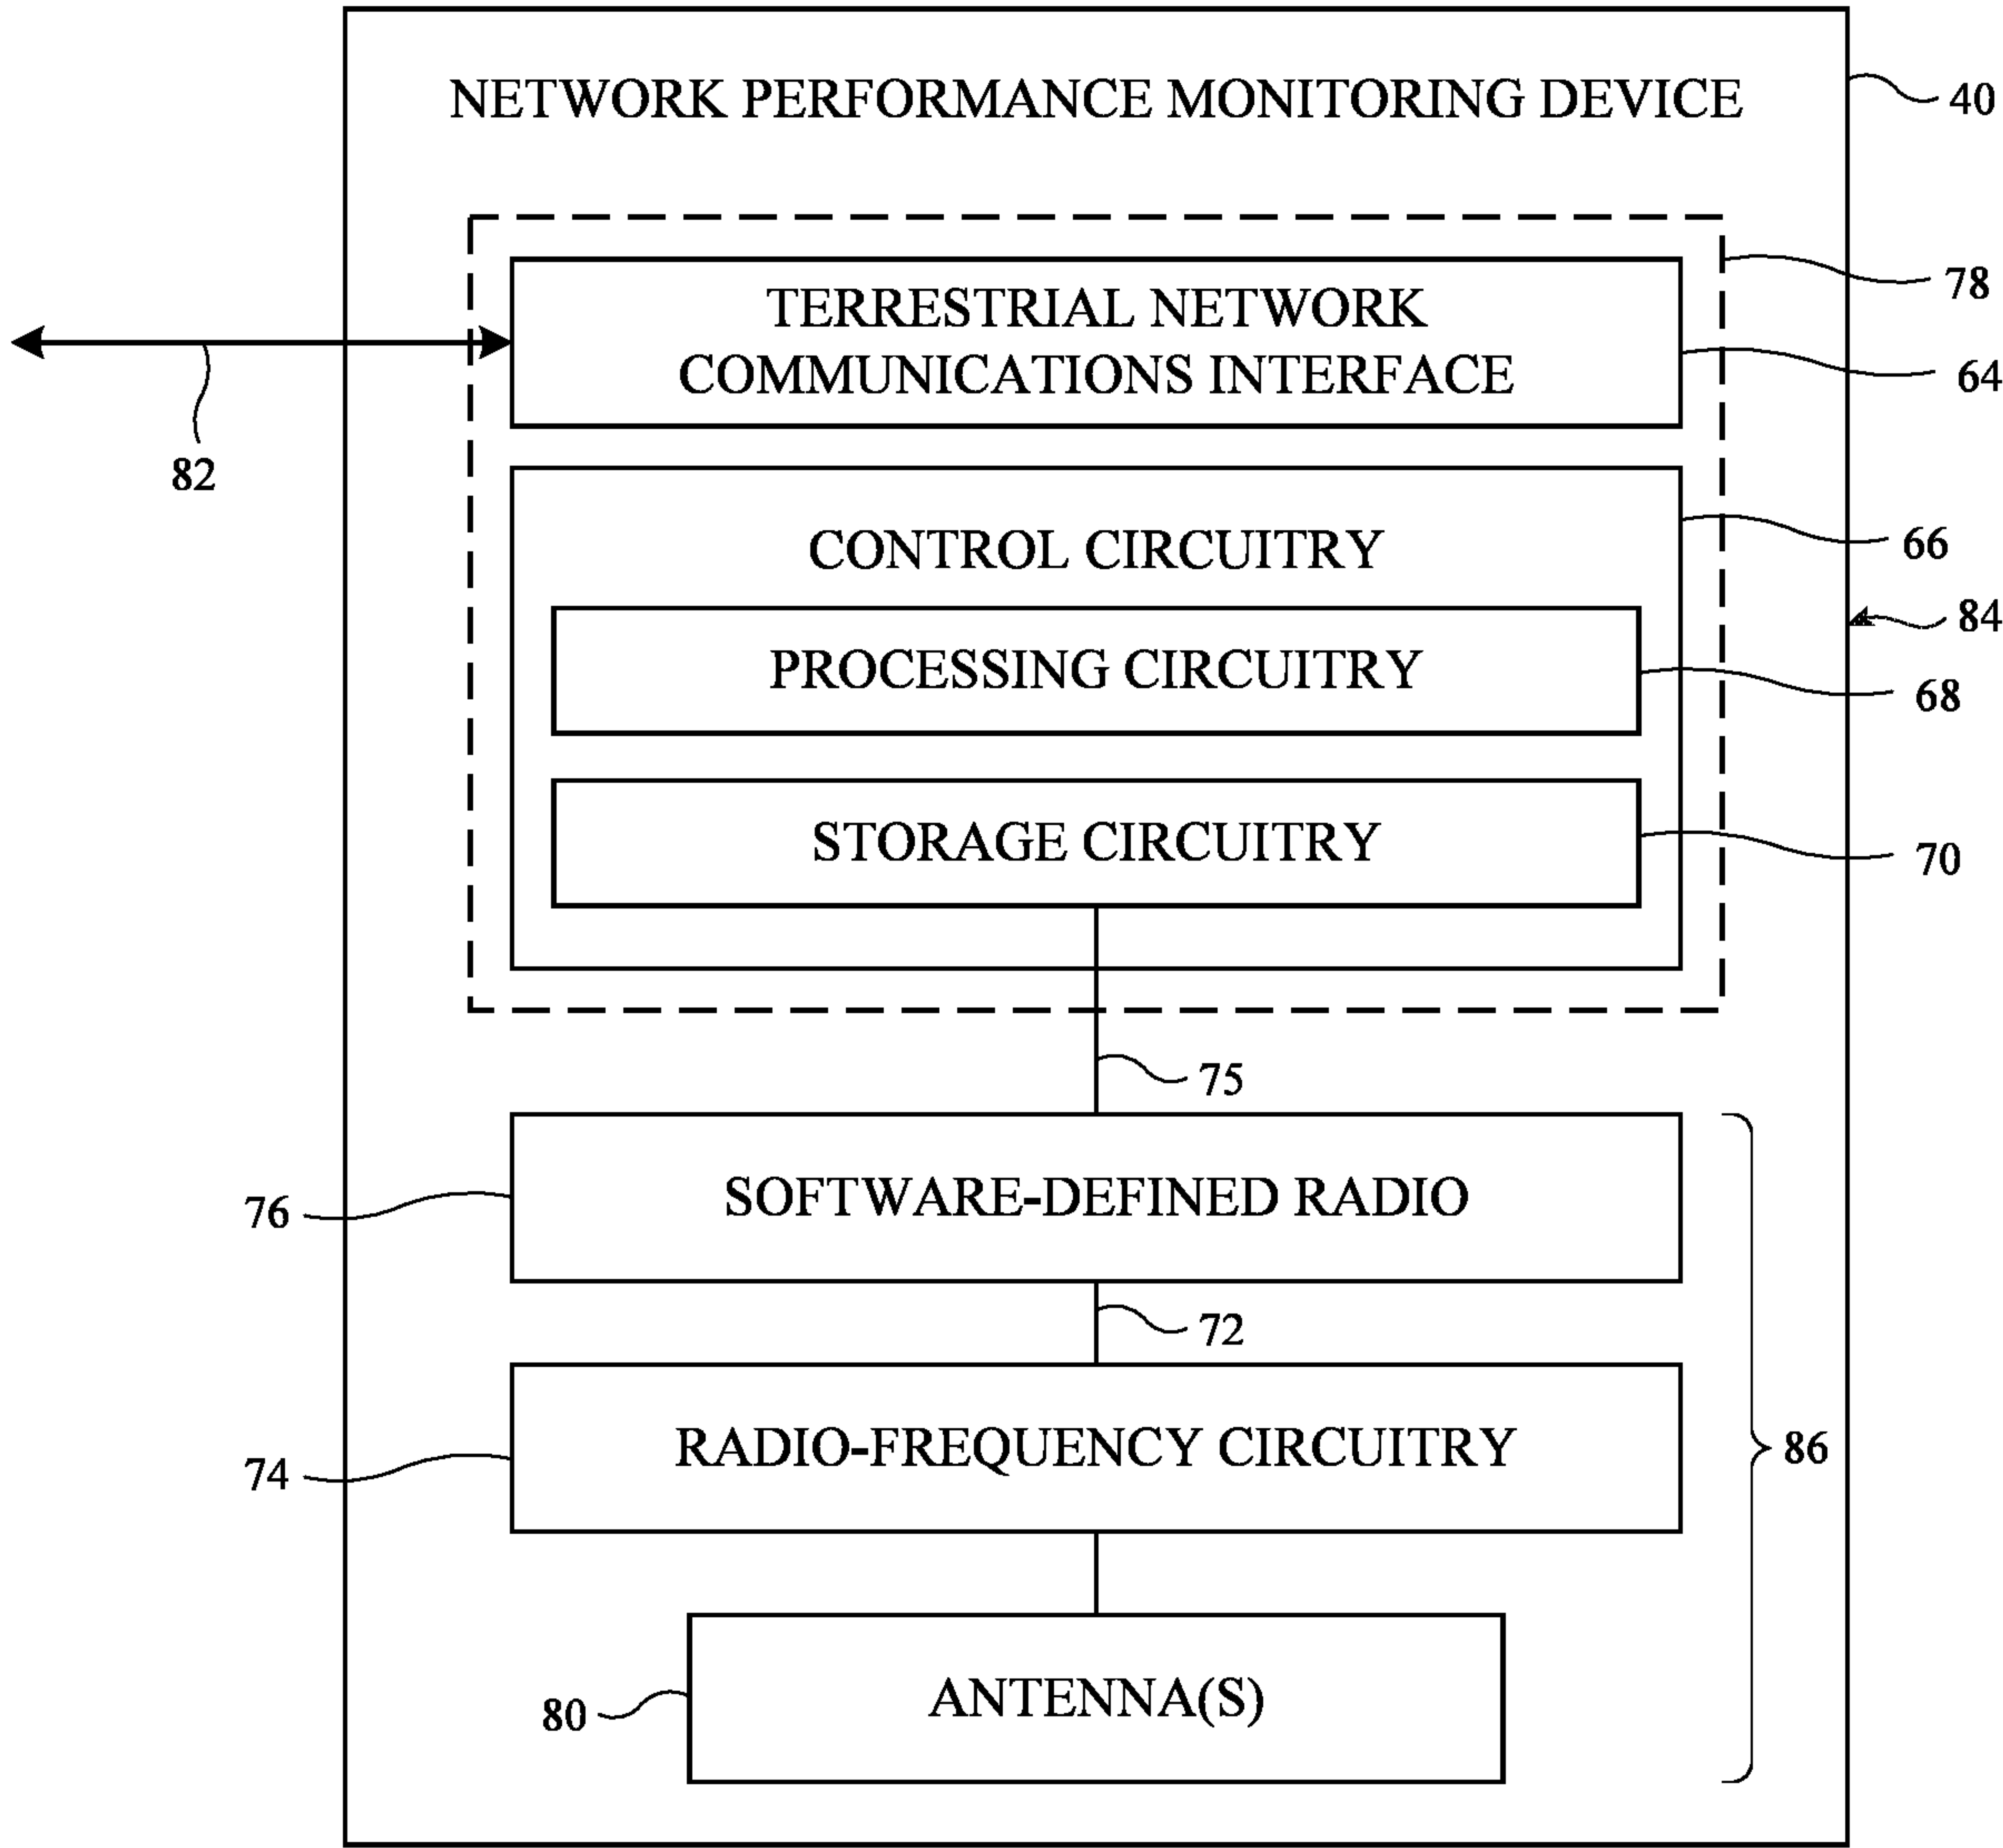 NETWORK PERFORMANCE MONITORING DEVICE
40
78
TERRESTRIAL NETWORK
COMMUNICATIONS INTERFACE
64
82
CONTROL CIRCUITRY
66
84
PROCESSING CIRCUITRY
68
STORAGE CIRCUITRY
70
75
SOFTWARE-DEFINED RADIO
76
72
RADIO-FREQUENCY CIRCUITRY
74
86
ANTENNA(S)
80